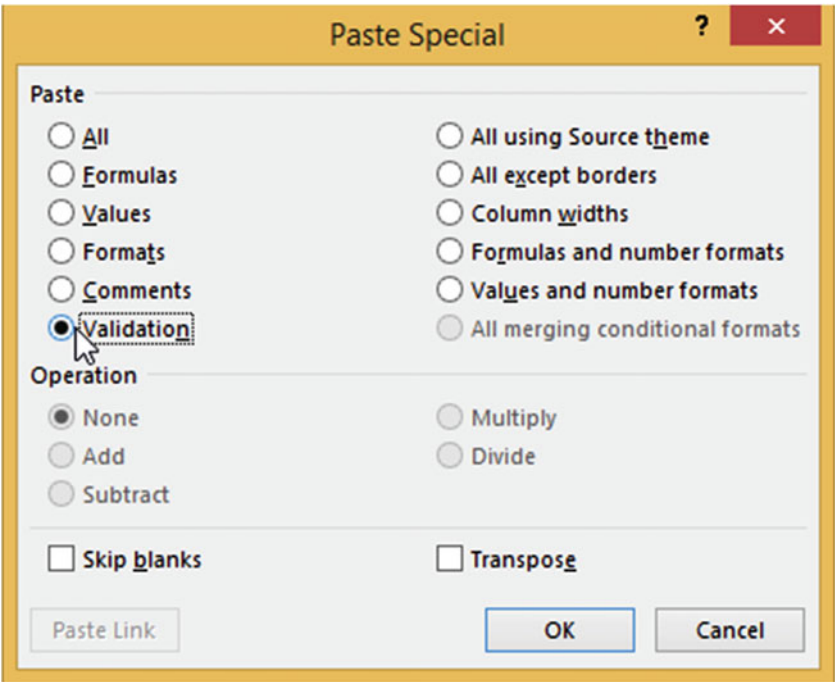 Paste Special
?
Paste
All
All using Source theme
Formulas
All except borders
Values
Column widths
Formats
Formulas and number formats
Comments
Values and number formats
Validation
All merging conditional formats
Operation
None
Multiply
Add
Divide
Subtract
Skip blanks
Transpose
Paste Link
OK
Cancel